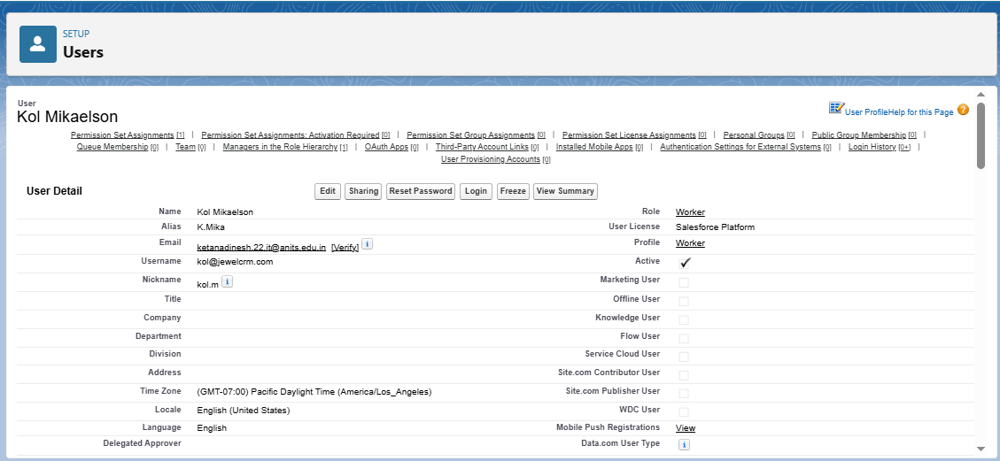 SETUP
Users
User
Kol Mikaelson
User Profile Help for this Page
Permission Set Assignments [1] | Permission Set Assignments: Activation Required [0] | Permission Set Group Assignments [0] | Permission Set License Assignments [0] | Personal Groups [0] | Public Group Membership [0] |
Queue Membership [0] | Team [0] | Managers in the Role Hierarchy [1] | OAuth Apps [0] | Third-Party Account Links [0] | Installed Mobile Apps [0] | Authentication Settings for External Systems [0] | Login History [0+] |
User Provisioning Accounts [0]
User Detail Edit Sharing Reset Password Login Freeze View Summary
Name Kol Mikaelson Role Worker
Alias K.Mika User License Salesforce Platform
Email ketanadinesh.22.it@anits.edu.in [Verify] i Profile Worker
Username kol@jewelcrm.com Active
Nickname kol.m i Marketing User
Title Offline User
Company Knowledge User
Department Flow User
Division Service Cloud User
Address Site.com Contributor User
Time Zone (GMT-07:00) Pacific Daylight Time (America/Los_Angeles) Site.com Publisher User
Locale English (United States) WDC User
Language English Mobile Push Registrations View
Delegated Approver Data.com User Type i